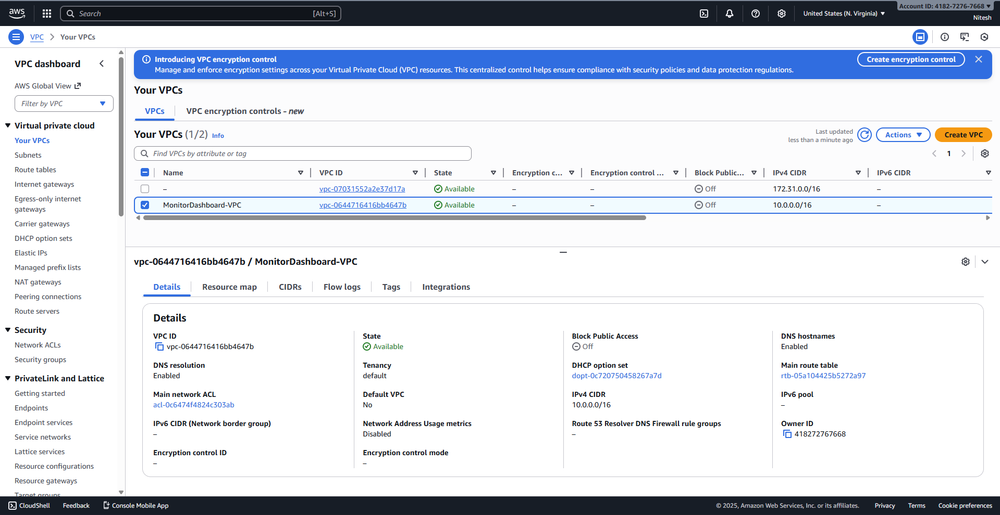 aws
Search
[Alt+S]
United States (N. Virginia)
Account ID: 4182-7276-7668
Nitesh
VPC
Your VPCs
VPC dashboard
AWS Global View
Filter by VPC
Virtual private cloud
Your VPCs
Subnets
Route tables
Internet gateways
Egress-only internet
gateways
Carrier gateways
DHCP option sets
Elastic IPs
Managed prefix lists
NAT gateways
Peering connections
Route servers
Security
Network ACLs
Security groups
PrivateLink and Lattice
Getting started
Endpoints
Endpoint services
Service networks
Lattice services
Resource configurations
Resource gateways
Target groups
Introducing VPC encryption control
Manage and enforce encryption settings across your Virtual Private Cloud (VPC) resources. This centralized control helps ensure compliance with security policies and data protection regulations.
Create encryption control
Your VPCs
VPCs
VPC encryption controls - new
Your VPCs (1/2) Info
Last updated
less than a minute ago
Actions
Create VPC
Find VPCs by attribute or tag
1
Name VPC ID State Encryption c... Encryption control ... Block Public... IPv4 CIDR IPv6 CIDR
– vpc-07031552a2e37d17a Available – – Off 172.31.0.0/16 –
MonitorDashboard-VPC vpc-0644716416bb4647b Available – – Off 10.0.0.0/16 –
vpc-0644716416bb4647b / MonitorDashboard-VPC
Details Resource map CIDRs Flow logs Tags Integrations
Details
VPC ID
vpc-0644716416bb4647b
State
Available
Block Public Access
Off
DNS hostnames
Enabled
DNS resolution
Enabled
Tenancy
default
DHCP option set
dopt-0c720750458267a7d
Main route table
rtb-05a104425b5272a97
Main network ACL
acl-0c6474f4824c303ab
Default VPC
No
IPv4 CIDR
10.0.0.0/16
IPv6 pool
–
IPv6 CIDR (Network border group)
–
Network Address Usage metrics
Disabled
Route 53 Resolver DNS Firewall rule groups
–
Owner ID
418272767668
Encryption control ID
–
Encryption control mode
–
CloudShell Feedback Console Mobile App
© 2025, Amazon Web Services, Inc. or its affiliates. Privacy Terms Cookie preferences